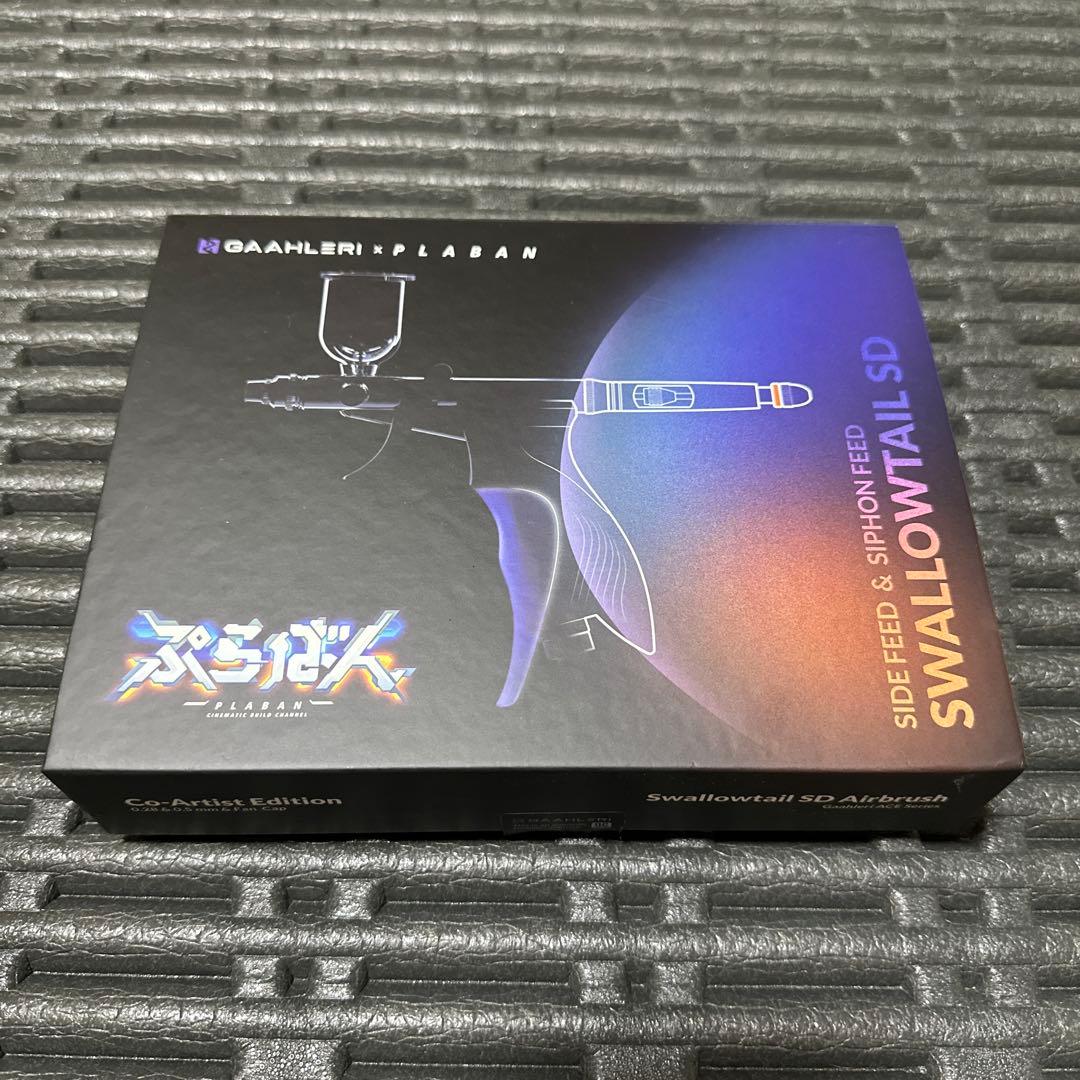 GAAHLERI × PLABAN
SIDE FEED & SIPHON FEED
SWALLOWTAIL SD
ぷらばん
PLABAN
CINEMATIC BUILD CHANNEL
Co-Artist Edition
Swallowtail SD Airbrush
Gaahleri ACE Series
GAAHLERI